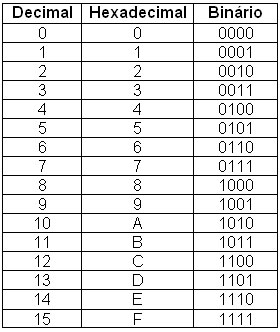 Decimal Hexadecimal Binário
0 0 0000
1 1 0001
2 2 0010
3 3 0011
4 4 0100
5 5 0101
6 6 0110
7 7 0111
8 8 1000
9 9 1001
10 A 1010
11 B 1011
12 C 1100
13 D 1101
14 E 1110
15 F 1111